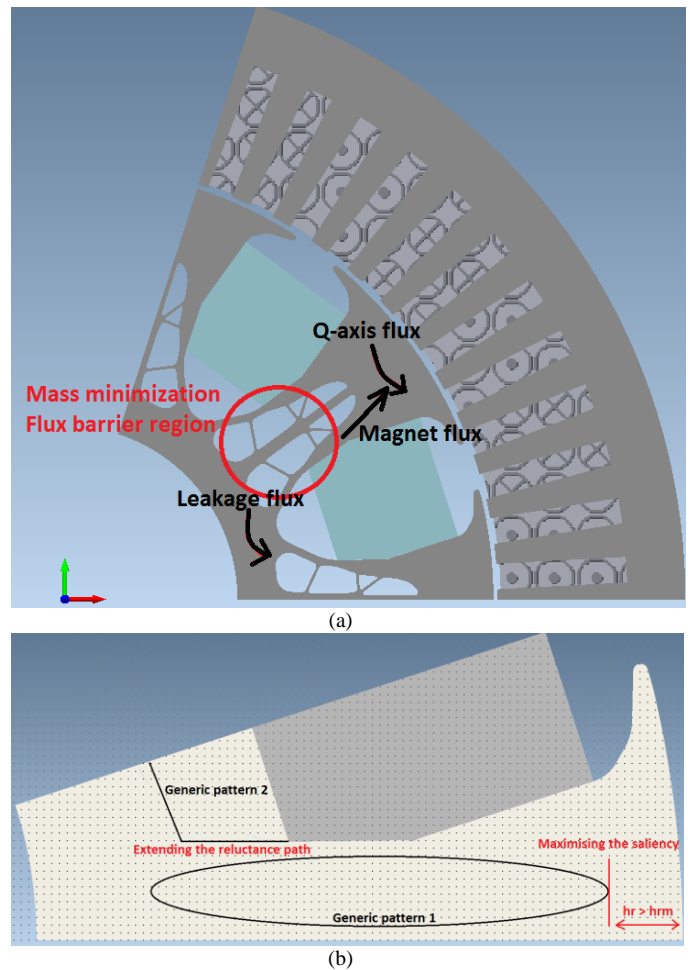 Q-axis flux
Mass minimization
Flux barrier region
Magnet flux
Leakage flux
(a)
Generic pattern 2
Extending the reluctance path
Maximising the saliency
hr > hrm
Generic pattern 1
(b)